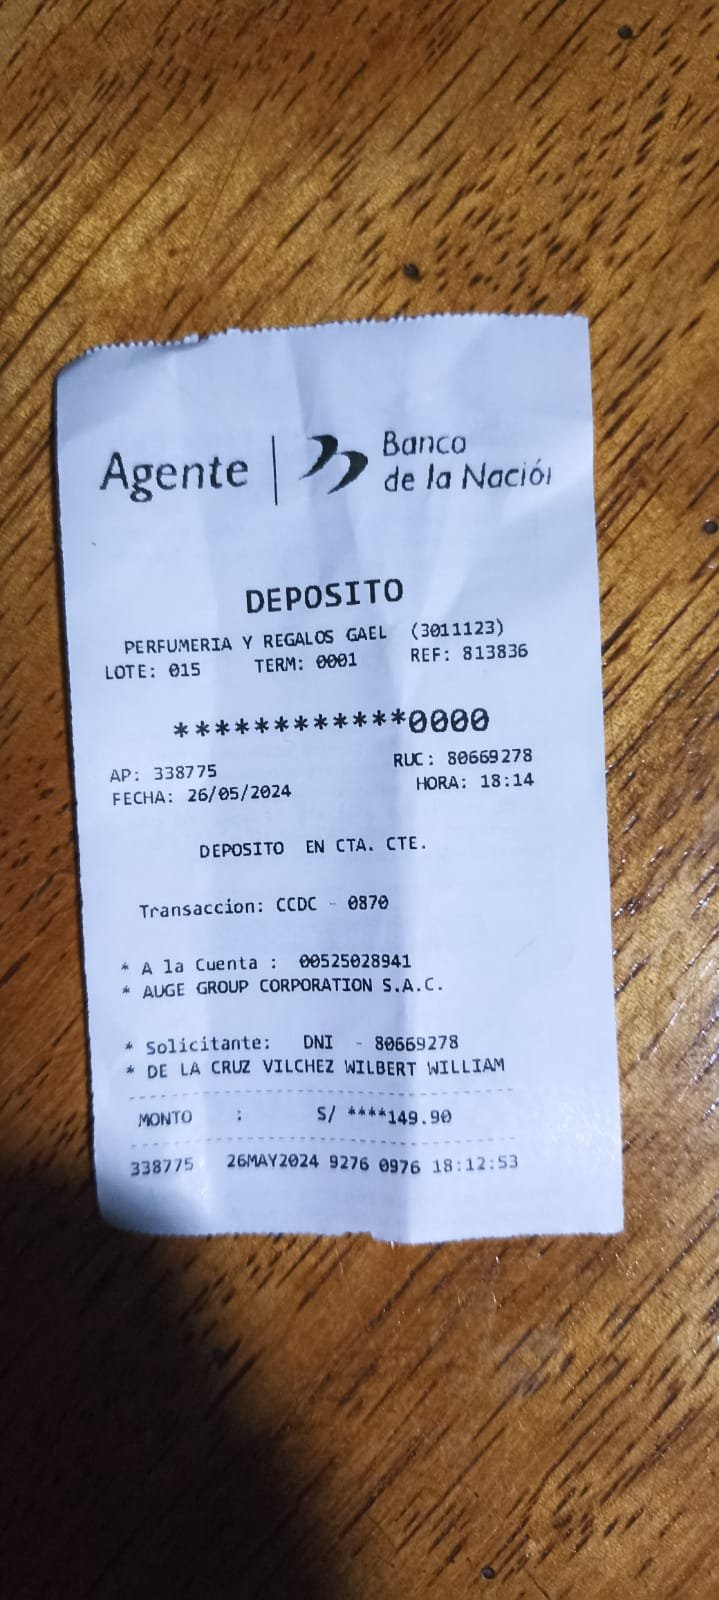 Agente | Banco
de la Nación
DEPOSITO
PERFUMERIA Y REGALOS GAEL (3011123)
LOTE: 015 TERM: 0001 REF: 813836
************0000
AP: 338775 RUC: 80669278
FECHA: 26/05/2024 HORA: 18:14
DEPOSITO EN CTA. CTE.
Transaccion: CCDC - 0870
* A la Cuenta : 00525028941
* AUGE GROUP CORPORATION S.A.C.
* Solicitante: DNI - 80669278
* DE LA CRUZ VILCHEZ WILBERT WILLIAM
MONTO : S/ ****149.90
338775 26MAY2024 9276 0976 18:12:53